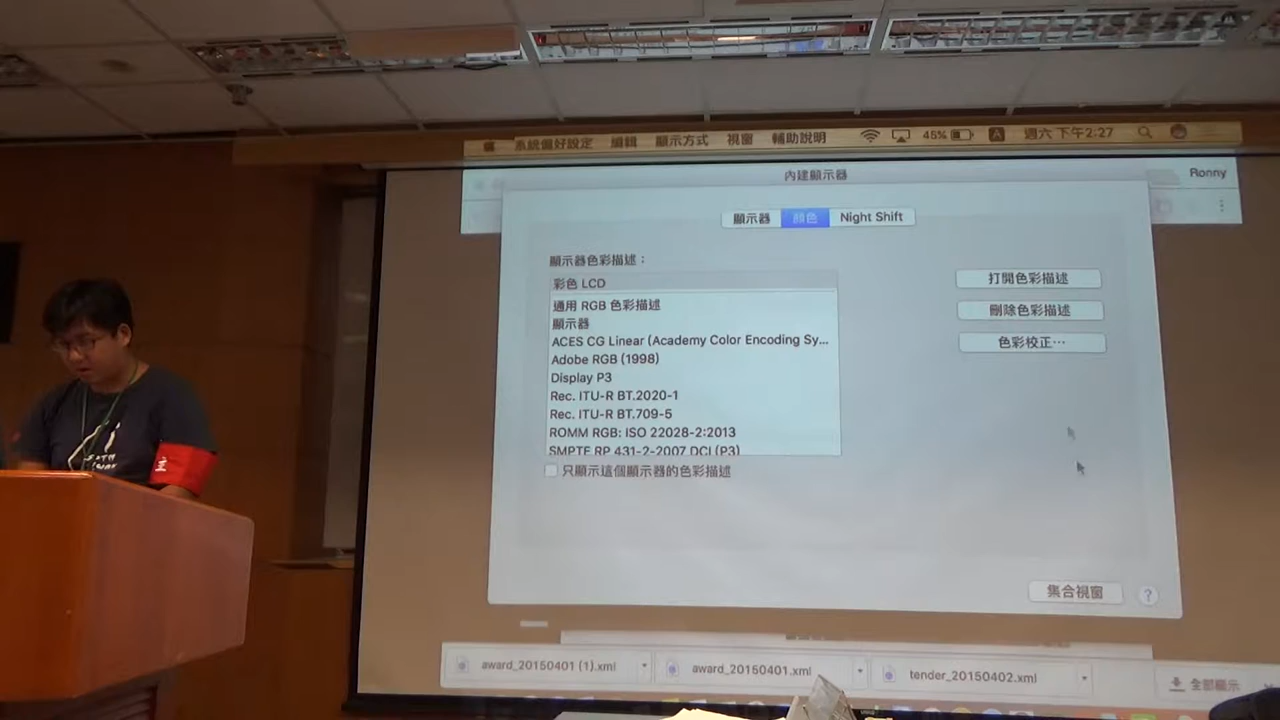 系統偏好設定 編輯 顯示方式 視窗 輔助說明 45% A 週六 下午2:27
內建顯示器
Ronny
顯示器 顏色 Night Shift
顯示器色彩描述：
彩色 LCD
通用 RGB 色彩描述
顯示器
ACES CG Linear (Academy Color Encoding Sy...
Adobe RGB (1998)
Display P3
Rec. ITU-R BT.2020-1
Rec. ITU-R BT.709-5
ROMM RGB: ISO 22028-2:2013
SMPTE RP 431-2-2007 DCI (P3)
只顯示這個顯示器的色彩描述
打開色彩描述
刪除色彩描述
色彩校正…
集合視窗 ?
award_20150401 (1).xml
award_20150401.xml
tender_20150402.xml
全部顯示
主